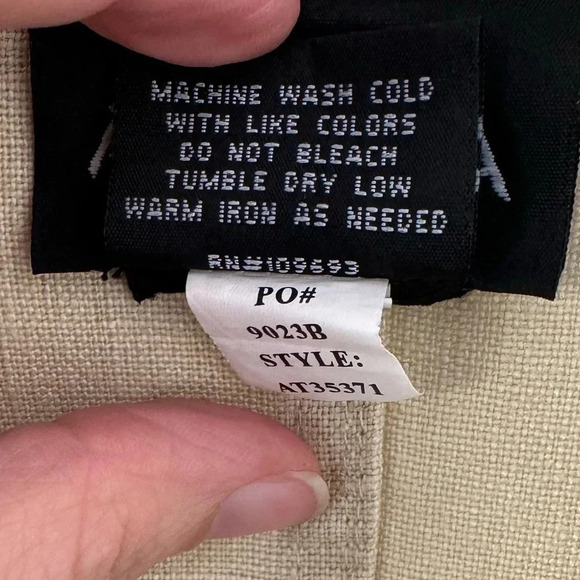 MACHINE WASH COLD
WITH LIKE COLORS
DO NOT BLEACH
TUMBLE DRY LOW
WARM IRON AS NEEDED
RN#109693
PO#
9023B
STYLE:
AT35371